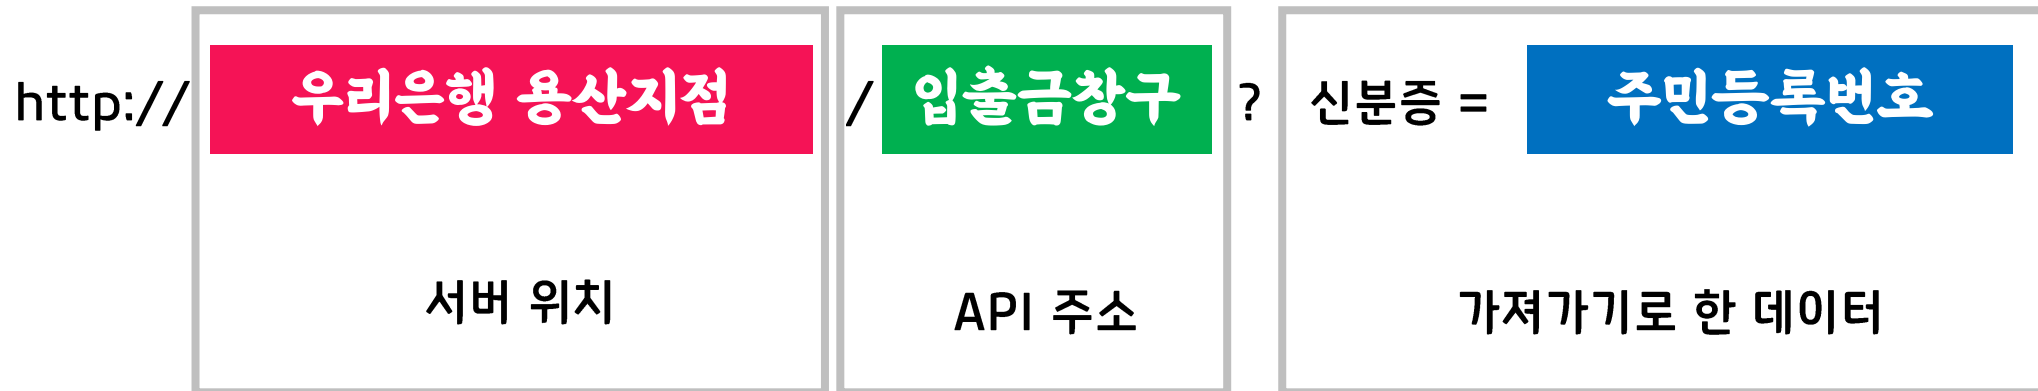 http:// 우리은행 용산지점 / 입출금창구 ? 신분증 = 주민등록번호
서버 위치 API 주소 가져가기로 한 데이터